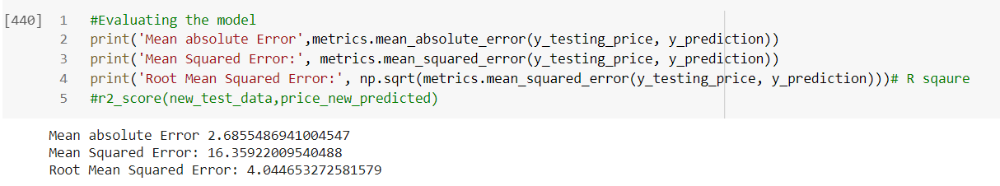 [440] 1 #Evaluating the model
2 print('Mean absolute Error',metrics.mean_absolute_error(y_testing_price, y_prediction))
3 print('Mean Squared Error:', metrics.mean_squared_error(y_testing_price, y_prediction))
4 print('Root Mean Squared Error:', np.sqrt(metrics.mean_squared_error(y_testing_price, y_prediction)))# R sqaure
5 #r2_score(new_test_data,price_new_predicted)
Mean absolute Error 2.6855486941004547
Mean Squared Error: 16.35922009540488
Root Mean Squared Error: 4.044653272581579